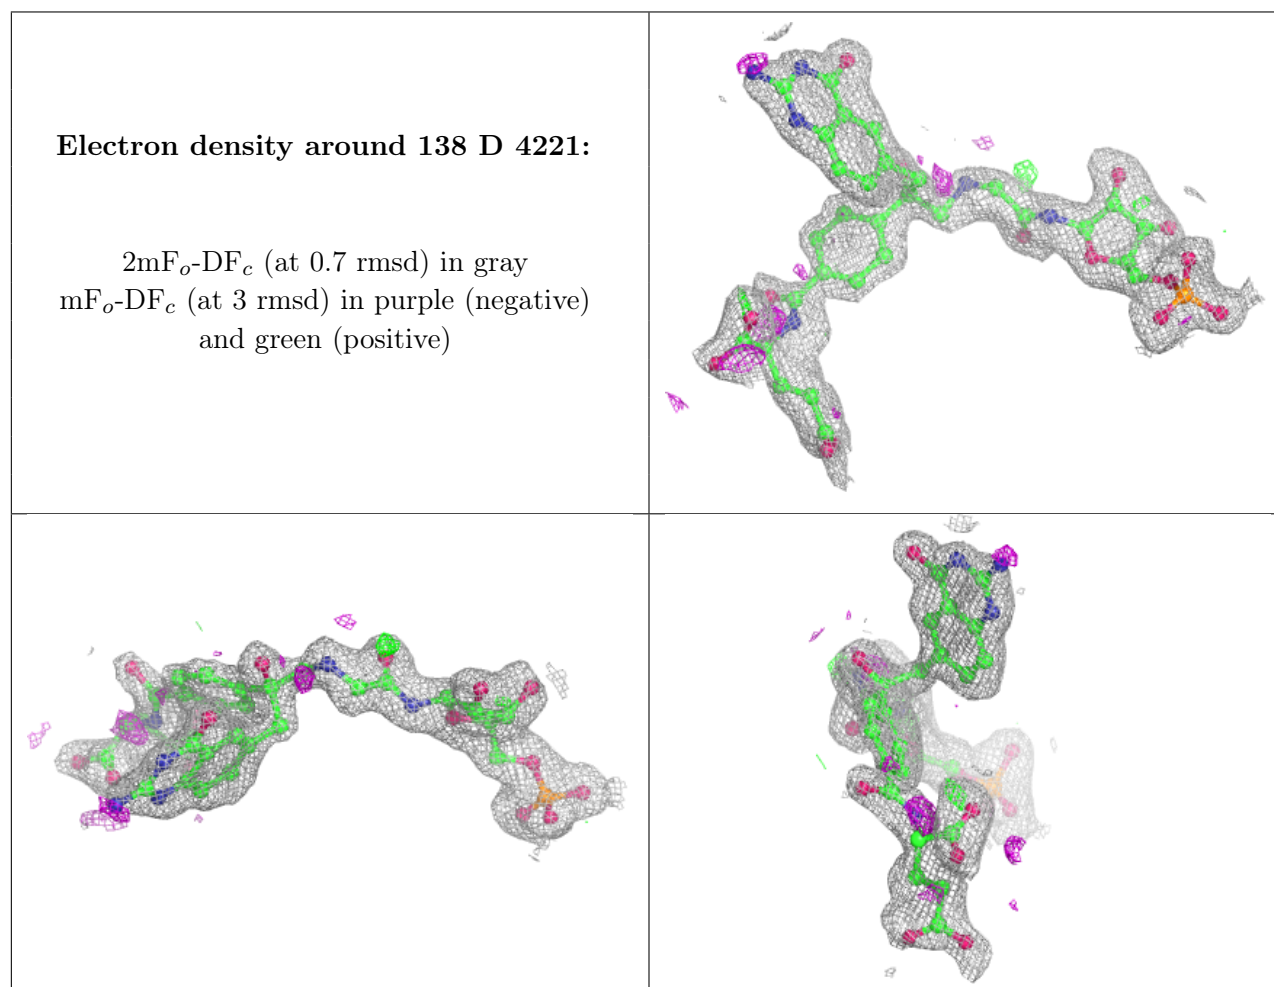 Electron density around 138 D 4221:
2mFo-DFc (at 0.7 rmsd) in gray
mFo-DFc (at 3 rmsd) in purple (negative)
and green (positive)